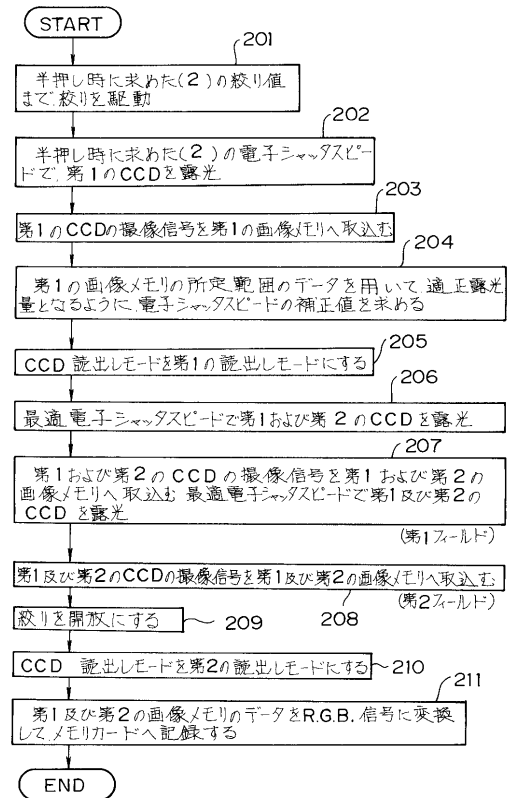 START
201
半押し時に求めた(2)の絞り値
まで、絞りを駆動
202
半押し時に求めた(2)の電子シャッタスピー
ドで、第1のCCDを露光
203
第1のCCDの撮像信号を第1の画像メモリへ取込む
204
第1の画像メモリの所定範囲のデータを用いて、適正露光
量となるように、電子シャッタスピードの補正値を求める
205
CCD 読出しモードを第1の読出しモードにする
206
最適電子シャッタスピードで第1および第2のCCDを露光
207
第1および第2のCCDの撮像信号を第1および第2の
画像メモリへ取込む 最適電子シャッタスピードで第1及び第2の
CCDを露光
(第1フィールド)
第1及び第2のCCDの撮像信号を第1及び第2の画像メモリへ取込む
208
(第2フィールド)
絞りを開放にする
209
CCD 読出しモードを第2の読出しモードにする
210
211
第1及び第2の画像メモリのデータをR.G.B.信号に変換
して、メモリカードへ記録する
END